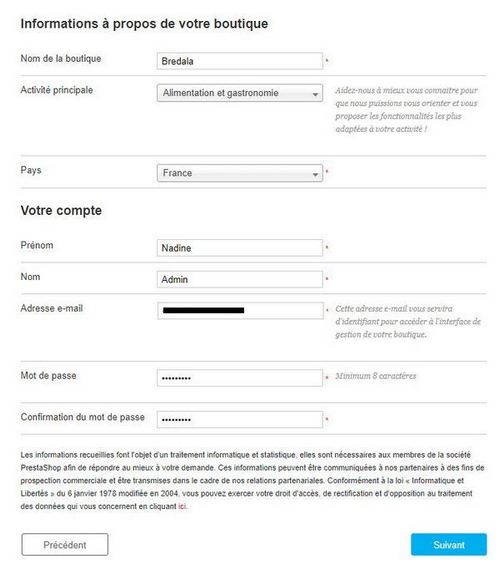 Informations à propos de votre boutique
Nom de la boutique
Bredala
*
Activité principale
Alimentation et gastronomie
Aidez-nous à mieux vous connaitre pour
que nous puissions vous orienter et vous
proposer les fonctionnalités les plus
adaptées à votre activité !
Pays
France
*
Votre compte
Prénom
Nadine
*
Nom
Admin
*
Adresse e-mail
*
Cette adresse e-mail vous servira
d'identifiant pour accéder à l'interface de
gestion de votre boutique.
Mot de passe
•••••••••
*
Minimum 8 caractères
Confirmation du mot de passe
•••••••••
*
Les informations recueillies font l'objet d'un traitement informatique et statistique, elles sont nécessaires aux membres de la société
PrestaShop afin de répondre au mieux à votre demande. Ces informations peuvent être communiquées à nos partenaires à des fins de
prospection commerciale et être transmises dans le cadre de nos relations partenariales. Conformément à la loi « Informatique et
Libertés » du 6 janvier 1978 modifiée en 2004, vous pouvez exercer votre droit d'accès, de rectification et d'opposition au traitement
des données qui vous concernent en cliquant ici.
Précédent
Suivant